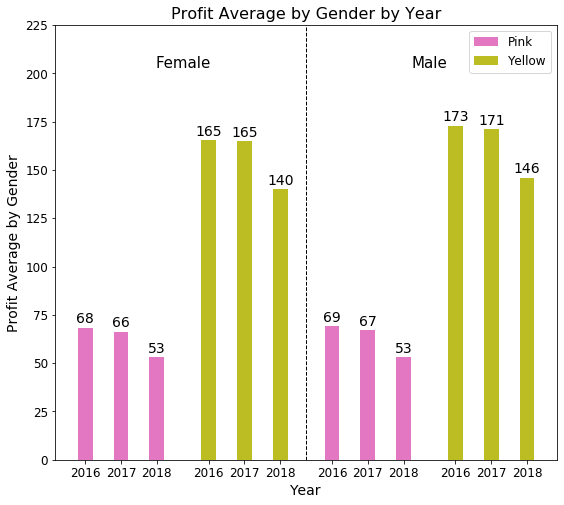 Profit Average by Gender by Year
Profit Average by Gender
225
200
175
150
125
100
75
50
25
0
Pink
Yellow
Female
Male
68
66
53
165
165
140
69
67
53
173
171
146
2016 2017 2018 2016 2017 2018 2016 2017 2018 2016 2017 2018
Year